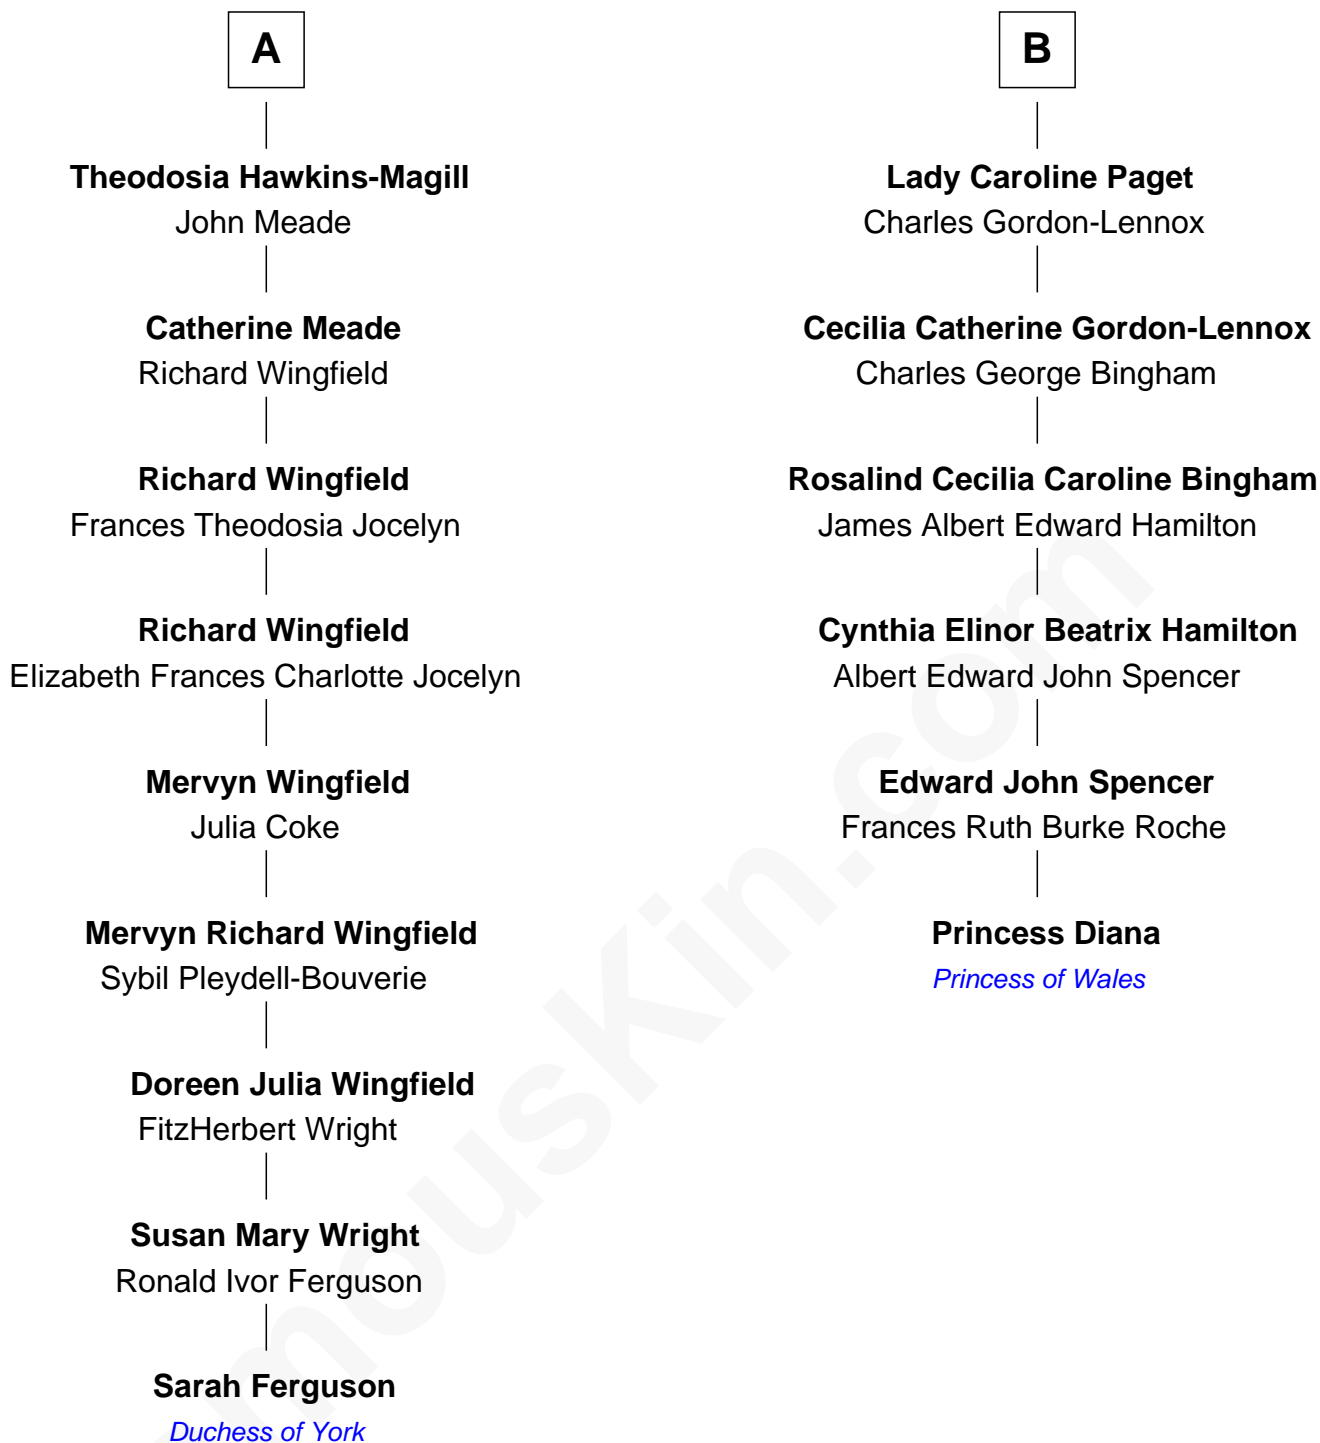 A
Theodosia Hawkins-Magill
John Meade
Catherine Meade
Richard Wingfield
Richard Wingfield
Frances Theodosia Jocelyn
Richard Wingfield
Elizabeth Frances Charlotte Jocelyn
Mervyn Wingfield
Julia Coke
Mervyn Richard Wingfield
Sybil Pleydell-Bouverie
Doreen Julia Wingfield
FitzHerbert Wright
Susan Mary Wright
Ronald Ivor Ferguson
Sarah Ferguson
Duchess of York
B
Lady Caroline Paget
Charles Gordon-Lennox
Cecilia Catherine Gordon-Lennox
Charles George Bingham
Rosalind Cecilia Caroline Bingham
James Albert Edward Hamilton
Cynthia Elinor Beatrix Hamilton
Albert Edward John Spencer
Edward John Spencer
Frances Ruth Burke Roche
Princess Diana
Princess of Wales
mousKin.com